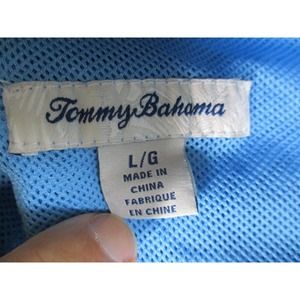 Tommy Bahama
L/G
MADE IN
CHINA
FABRIQUE
EN CHINE